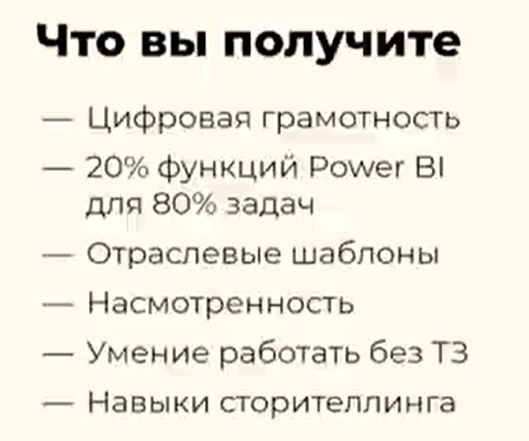 Что вы получите
— Цифровая грамотность
— 20% функций Power BI
для 80% задач
— Отраслевые шаблоны
— Насмотренность
— Умение работать без ТЗ
— Навыки сторителлинга